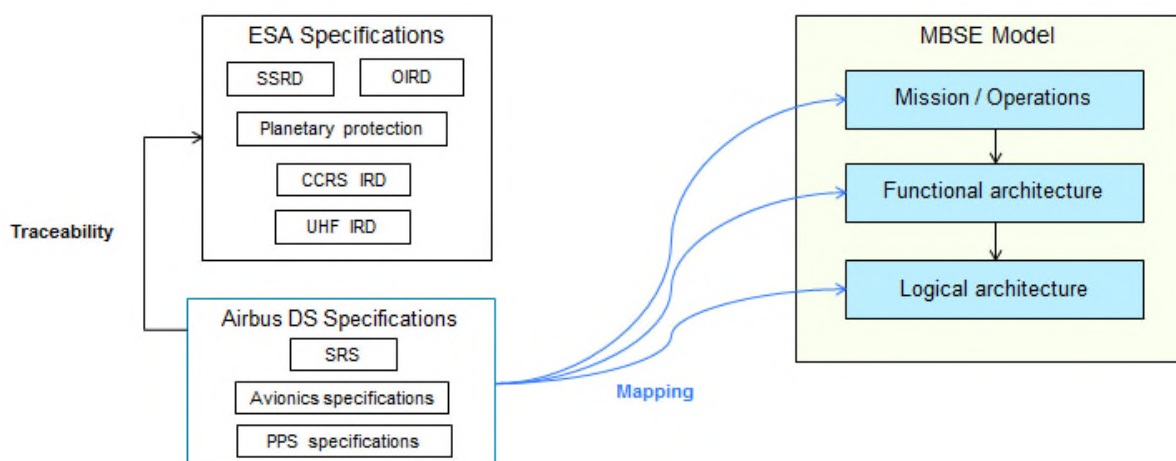 ESA Specifications
SSRD
OIRD
Planetary protection
CCRS IRD
UHF IRD
Traceability
Airbus DS Specifications
SRS
Avionics specifications
PPS specifications
Mapping
MBSE Model
Mission / Operations
Functional architecture
Logical architecture